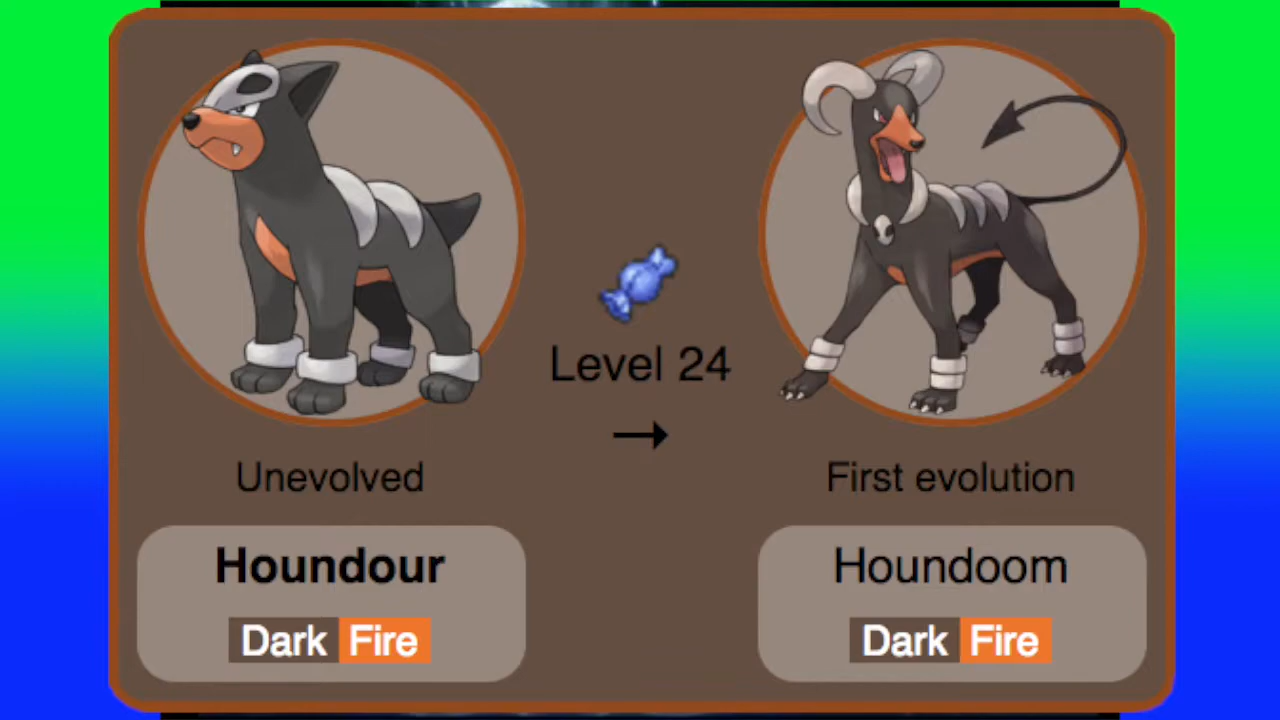 Level 24
→
Unevolved
First evolution
Houndour
Houndoom
Dark Fire
Dark Fire